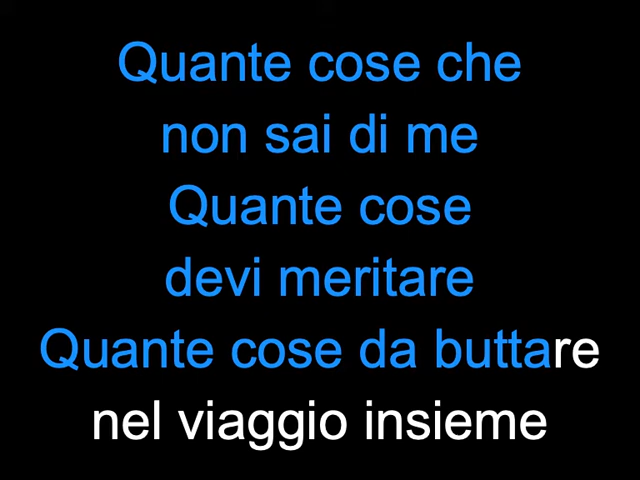 Quante cose che
non sai di me
Quante cose
devi meritare
Quante cose da buttare
nel viaggio insieme